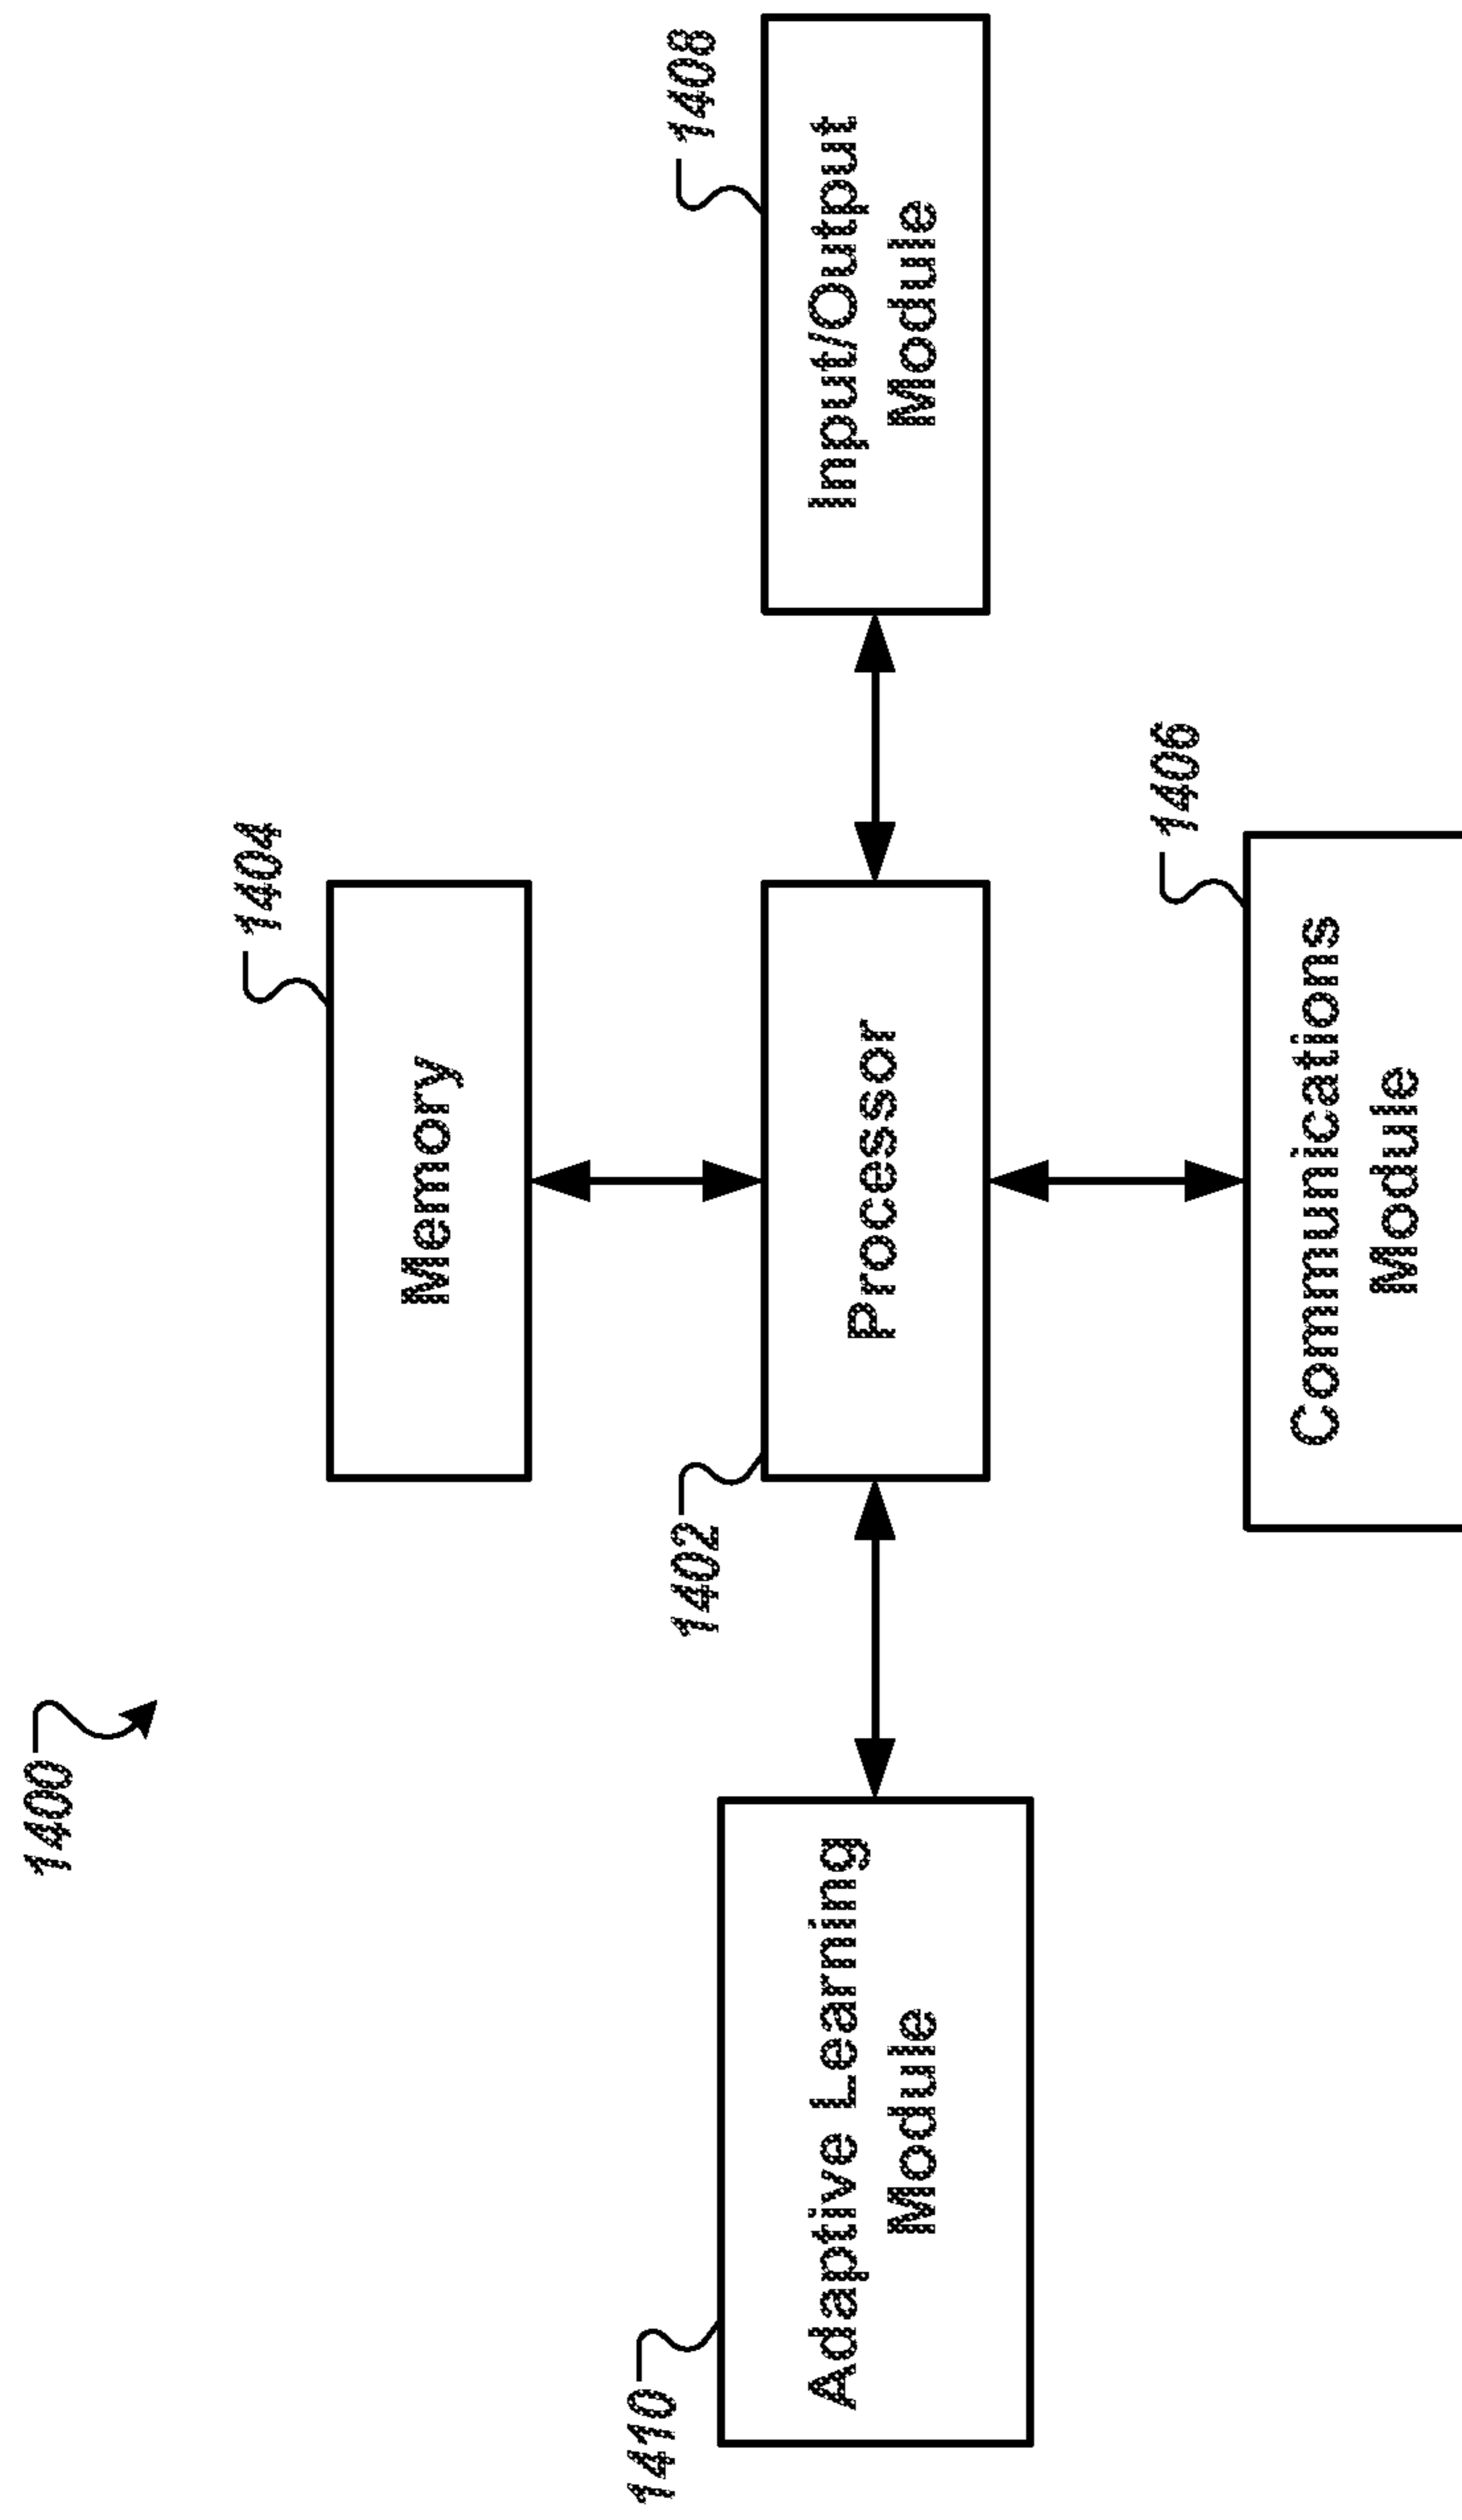 1400
1404
Memory
1402
Processor
1410
Adaptive Learning
Module
1408
Input/Output
Module
1406
Communications
Module